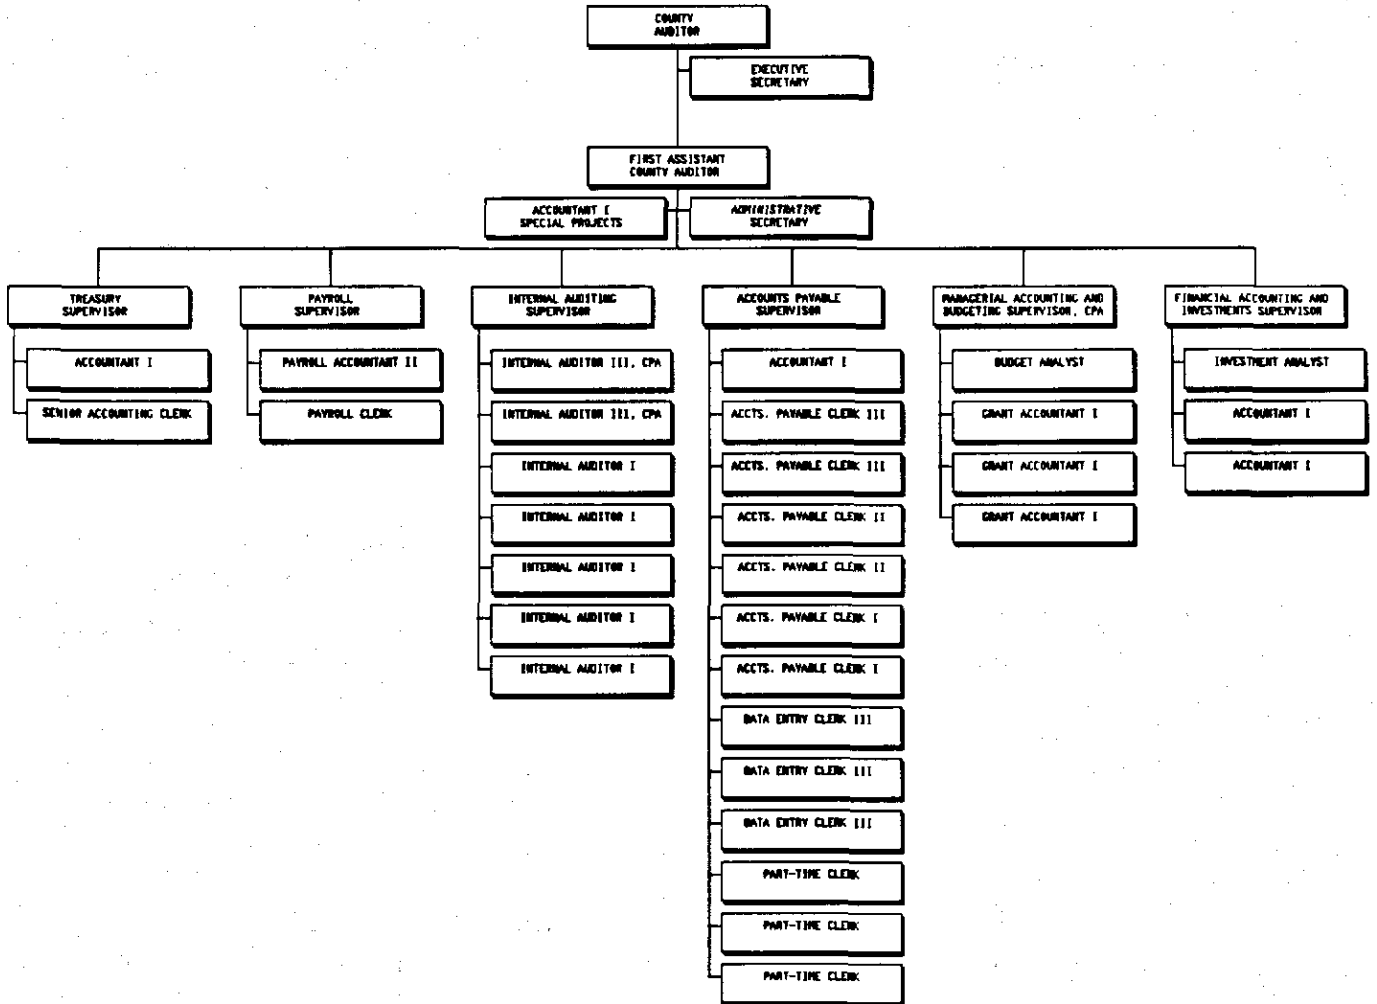 COUNTY
AUDITOR
EXECUTIVE
SECRETARY
FIRST ASSISTANT
COUNTY AUDITOR
ACCOUNTANT I
SPECIAL PROJECTS
ADMINISTRATIVE
SECRETARY
TREASURY
SUPERVISOR
ACCOUNTANT I
SENIOR ACCOUNTING CLERK
PAYROLL
SUPERVISOR
PAYROLL ACCOUNTANT II
PAYROLL CLERK
INTERNAL AUDITING
SUPERVISOR
INTERNAL AUDITOR III, CPA
INTERNAL AUDITOR III, CPA
INTERNAL AUDITOR I
INTERNAL AUDITOR I
INTERNAL AUDITOR I
INTERNAL AUDITOR I
INTERNAL AUDITOR I
ACCOUNTS PAYABLE
SUPERVISOR
ACCOUNTANT I
ACCTS. PAYABLE CLERK III
ACCTS. PAYABLE CLERK III
ACCTS. PAYABLE CLERK II
ACCTS. PAYABLE CLERK II
ACCTS. PAYABLE CLERK I
ACCTS. PAYABLE CLERK I
DATA ENTRY CLERK III
DATA ENTRY CLERK III
DATA ENTRY CLERK III
PART-TIME CLERK
PART-TIME CLERK
PART-TIME CLERK
MANAGERIAL ACCOUNTING AND
BUDGETING SUPERVISOR, CPA
BUDGET ANALYST
GRANT ACCOUNTANT I
GRANT ACCOUNTANT I
GRANT ACCOUNTANT I
FINANCIAL ACCOUNTING AND
INVESTMENTS SUPERVISOR
INVESTMENT ANALYST
ACCOUNTANT I
ACCOUNTANT I